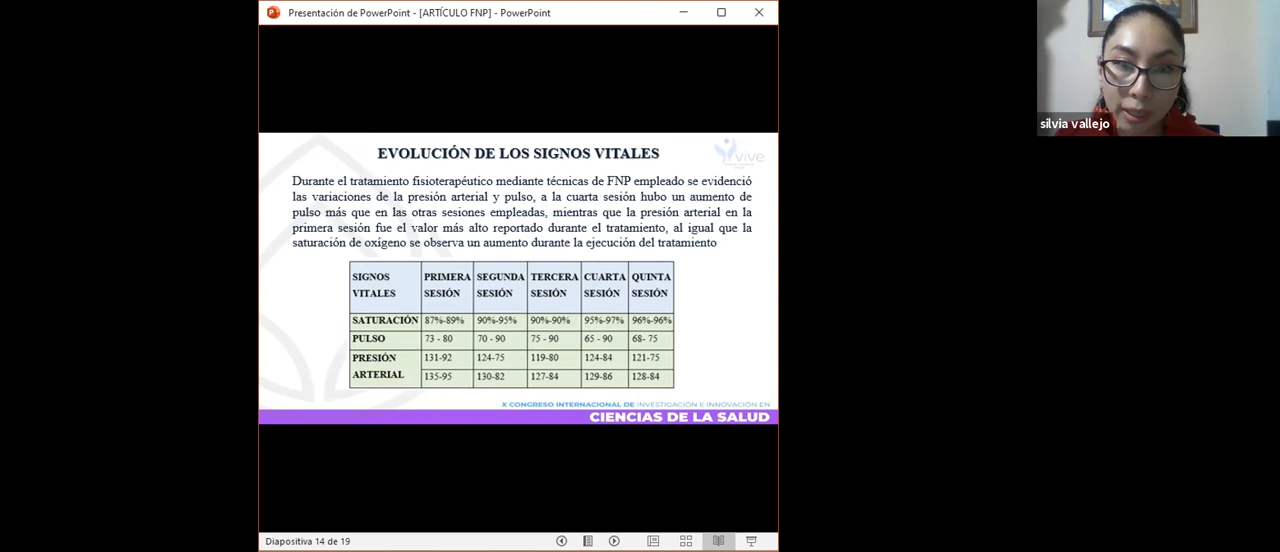 Presentación de PowerPoint - [ARTÍCULO FNP] - PowerPoint
silvia vallejo
vive
EVOLUCIÓN DE LOS SIGNOS VITALES
Durante el tratamiento fisioterapéutico mediante técnicas de FNP empleado se evidenció
las variaciones de la presión arterial y pulso, a la cuarta sesión hubo un aumento de
pulso más que en las otras sesiones empleadas, mientras que la presión arterial en la
primera sesión fue el valor más alto reportado durante el tratamiento, al igual que la
saturación de oxígeno se observa un aumento durante la ejecución del tratamiento
SIGNOS VITALES PRIMERA SESIÓN SEGUNDA SESIÓN TERCERA SESIÓN CUARTA SESIÓN QUINTA SESIÓN
SATURACIÓN 87%-89% 90%-95% 90%-90% 95%-97% 96%-96%
PULSO 73 - 80 70 - 90 75 - 90 65 - 90 68- 75
PRESIÓN ARTERIAL 131-92 124-75 119-80 124-84 121-75
135-95 130-82 127-84 129-86 128-84
X CONGRESO INTERNACIONAL DE INVESTIGACIÓN E INNOVACIÓN EN
CIENCIAS DE LA SALUD
Diapositiva 14 de 19